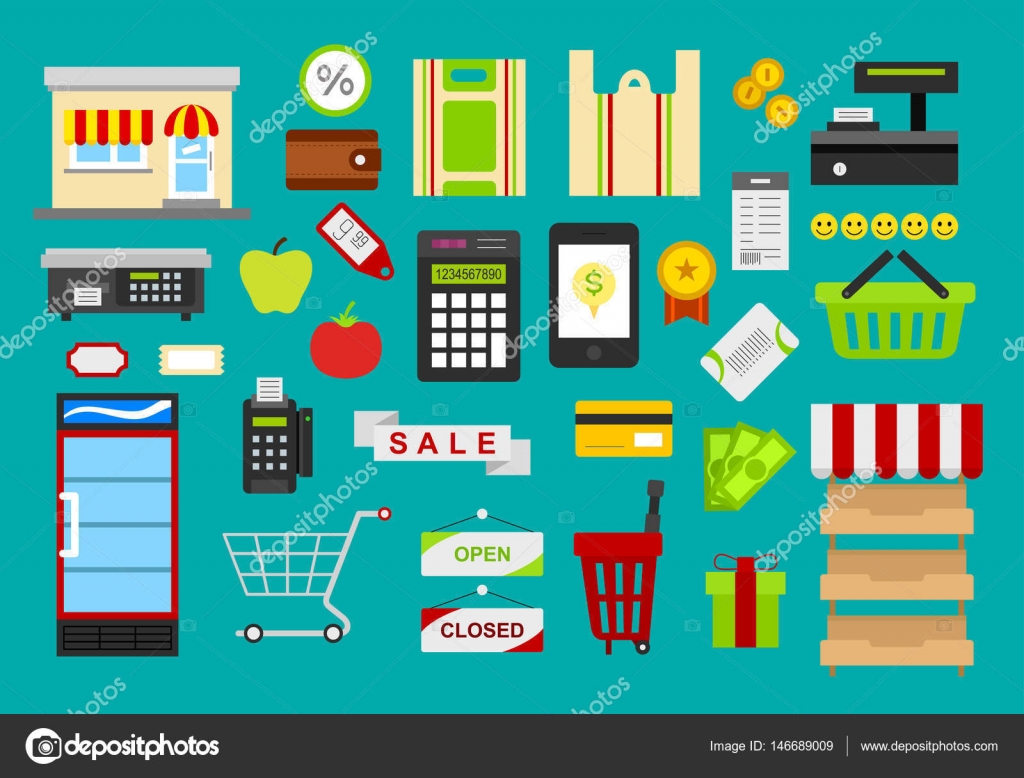 %
9 99
1234567890
$
SALE
OPEN
CLOSED
depositphotos
Image ID: 146689009
www.depositphotos.com